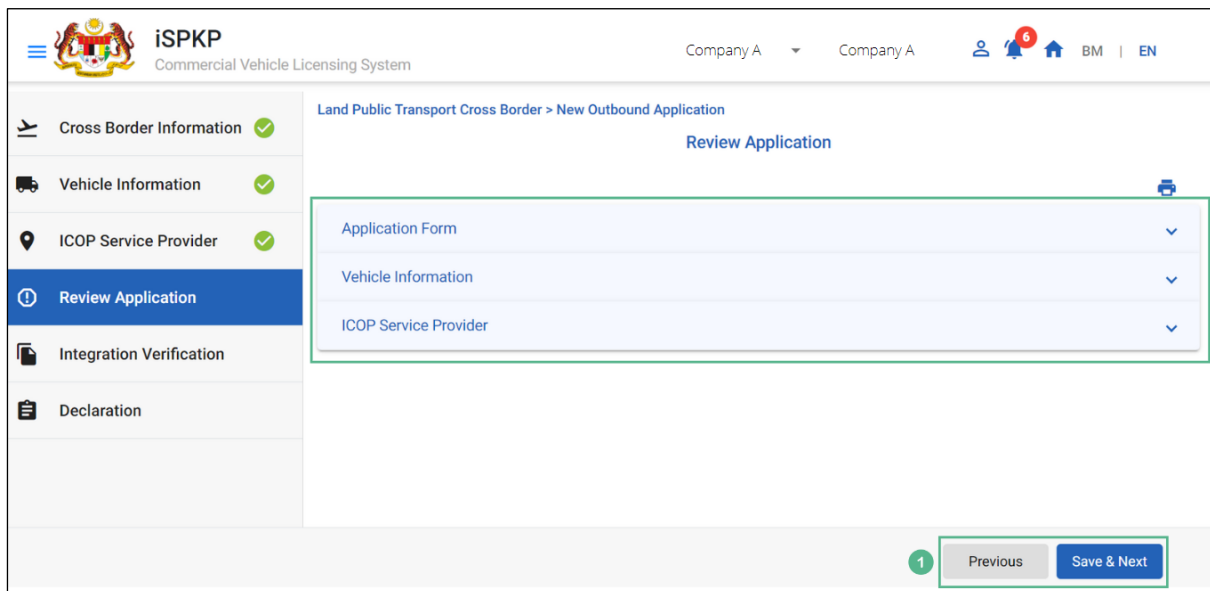 iSPKP
Commercial Vehicle Licensing System
Company A
Company A
6
BM | EN
Cross Border Information
Vehicle Information
ICOP Service Provider
Review Application
Integration Verification
Declaration
Land Public Transport Cross Border > New Outbound Application
Review Application
Application Form
Vehicle Information
ICOP Service Provider
1
Previous
Save & Next